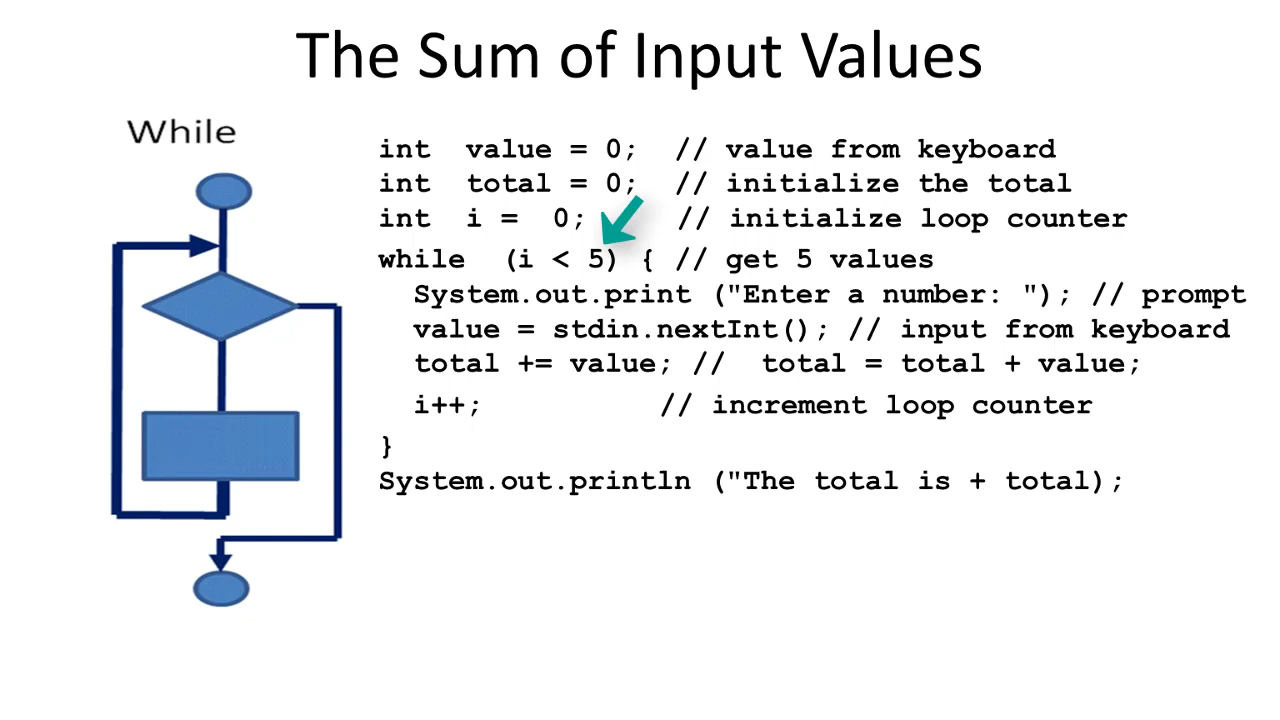 The Sum of Input Values
While
int  value = 0;  // value from keyboard
int  total = 0;  // initialize the total
int  i =  0;     // initialize loop counter
while  (i < 5) { // get 5 values
  System.out.print ("Enter a number: "); // prompt
  value = stdin.nextInt(); // input from keyboard
  total += value; //  total = total + value;
  i++;          // increment loop counter
}
System.out.println ("The total is + total);